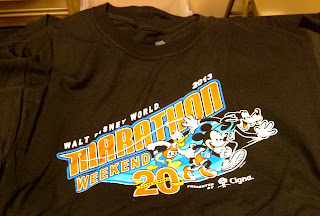 2013
WALT DISNEY WORLD
MARATHON
WEEKEND
20
PRESENTED
BY
Cigna